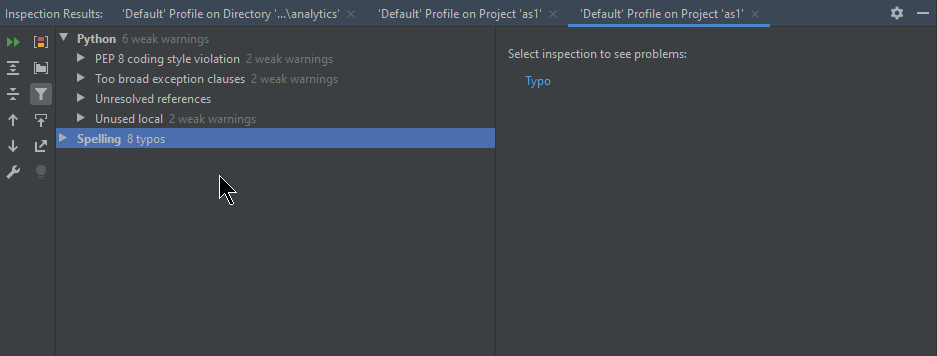 Inspection Results: 'Default' Profile on Directory '...\analytics' 'Default' Profile on Project 'as1' 'Default' Profile on Project 'as1'
Python 6 weak warnings
PEP 8 coding style violation 2 weak warnings
Too broad exception clauses 2 weak warnings
Unresolved references
Unused local 2 weak warnings
Spelling 8 typos
Select inspection to see problems:
Typo